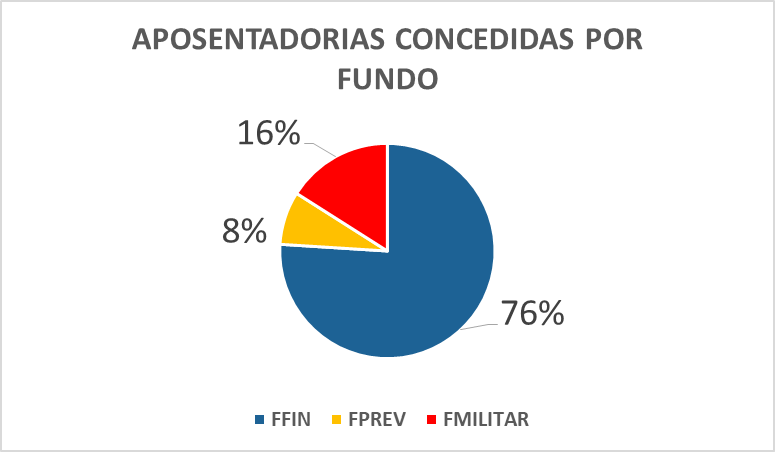 APOSENTADORIAS CONCEDIDAS POR
FUNDO
16%
8%
76%
FFIN FPREV FMILITAR